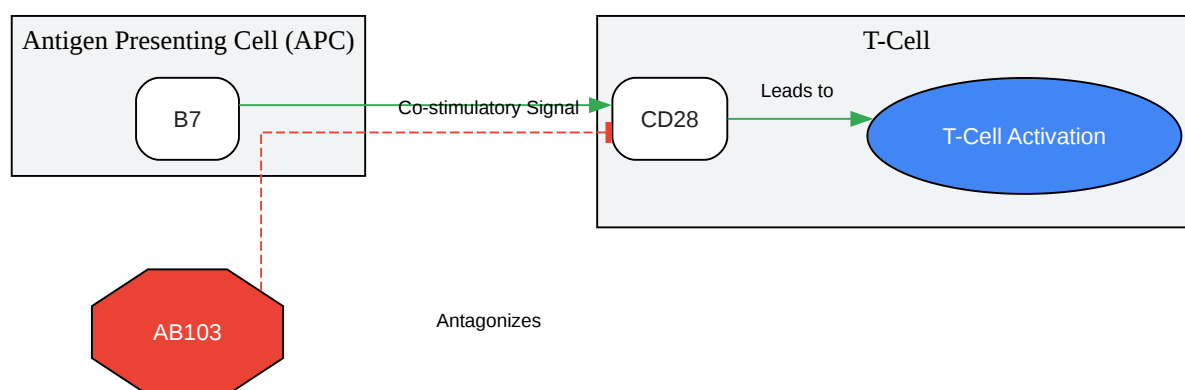 Antigen Presenting Cell (APC)
T-Cell
B7
Co-stimulatory Signal
CD28
Leads to
T-Cell Activation
AB103
Antagonizes